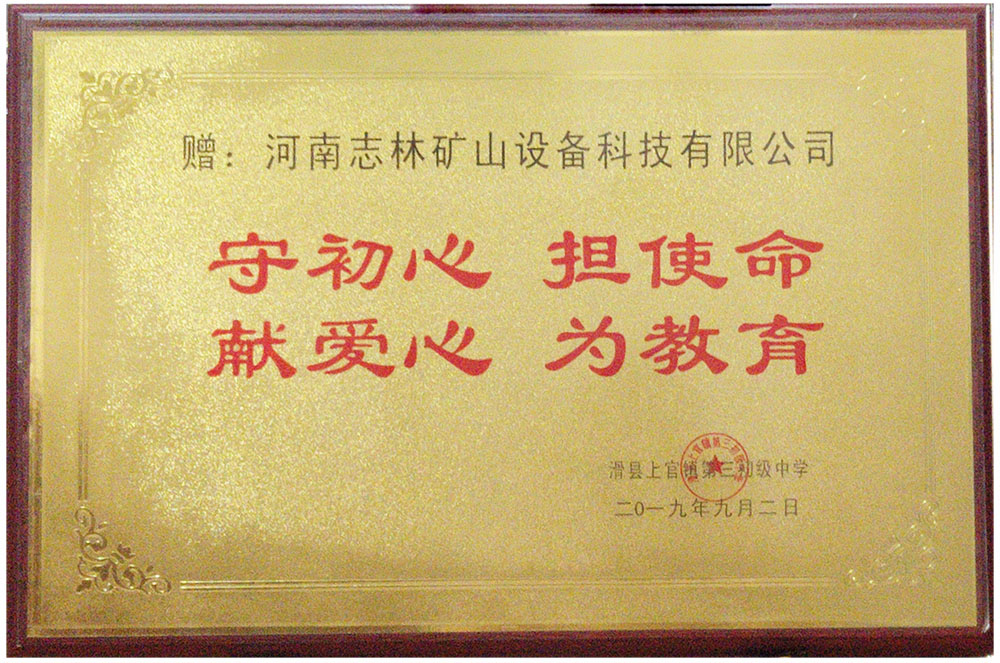 赠：河南志林矿山设备科技有限公司
守初心 担使命
献爱心 为教育
滑县上官镇第三初级中学
二0一九年九月二日